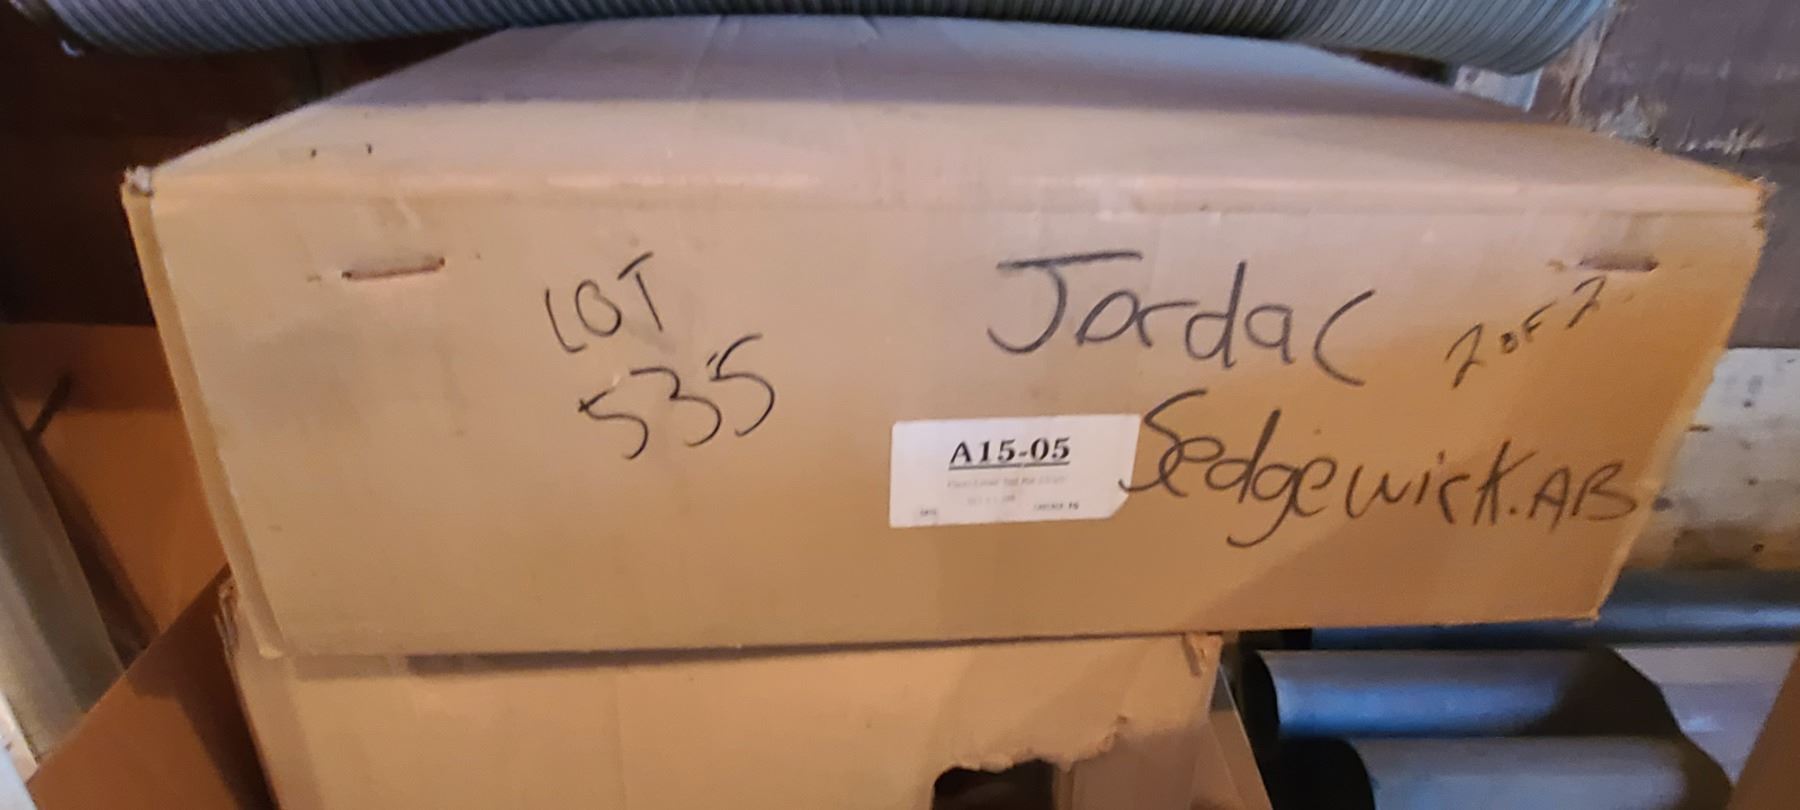 LOT
535
Jordac
2 OF 2
Sedgewick.AB
A15-05